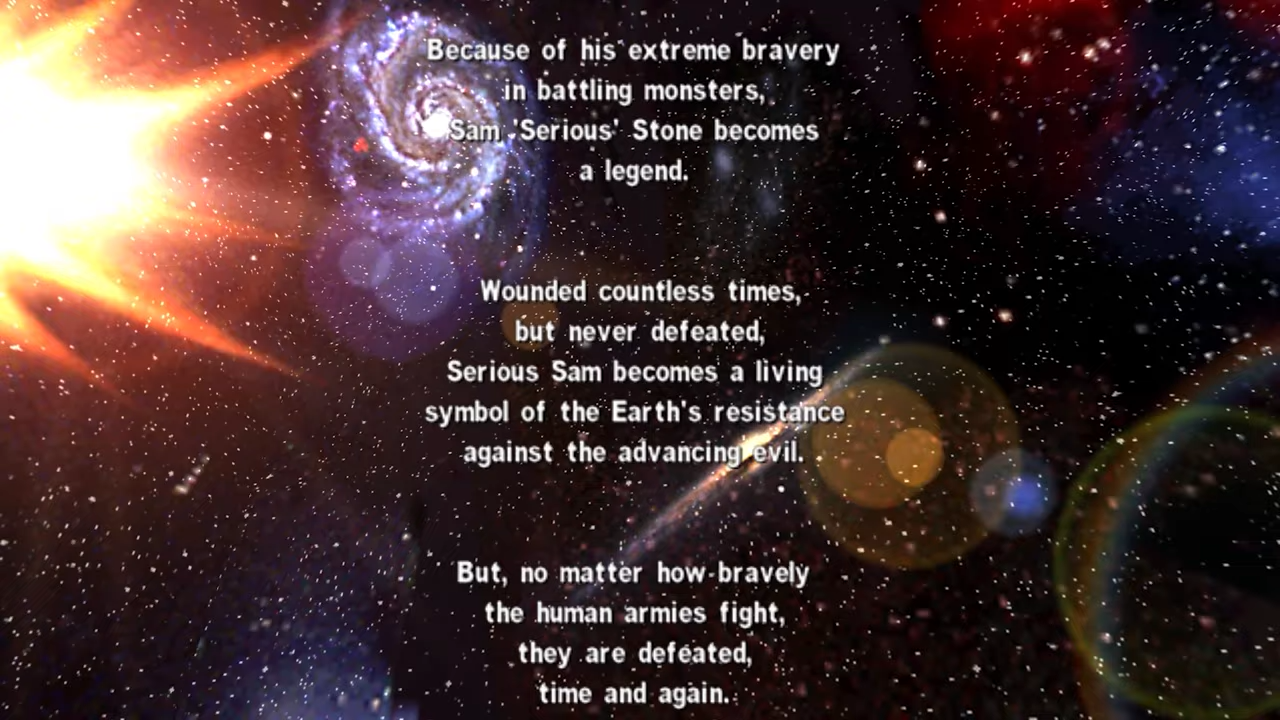 Because of his extreme bravery
in battling monsters,
Sam 'Serious' Stone becomes
a legend.
Wounded countless times,
but never defeated,
Serious Sam becomes a living
symbol of the Earth's resistance
against the advancing evil.
But, no matter how bravely
the human armies fight,
they are defeated,
time and again.